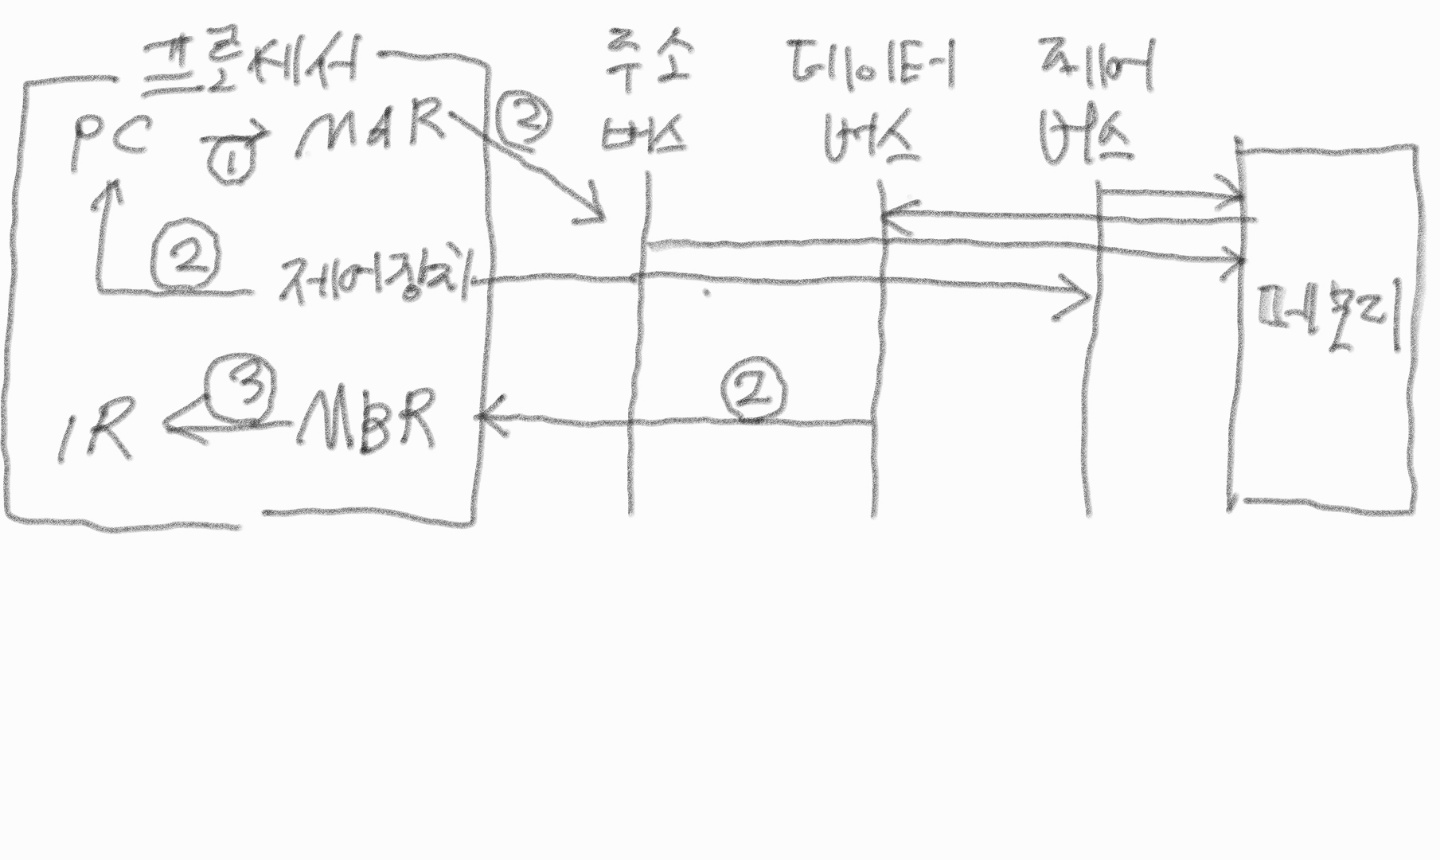 프로세서
주소 데이터 제어
버스 버스 버스
PC ① MAR ②
② 제어장치
메모리
② 
IR ③ MBR